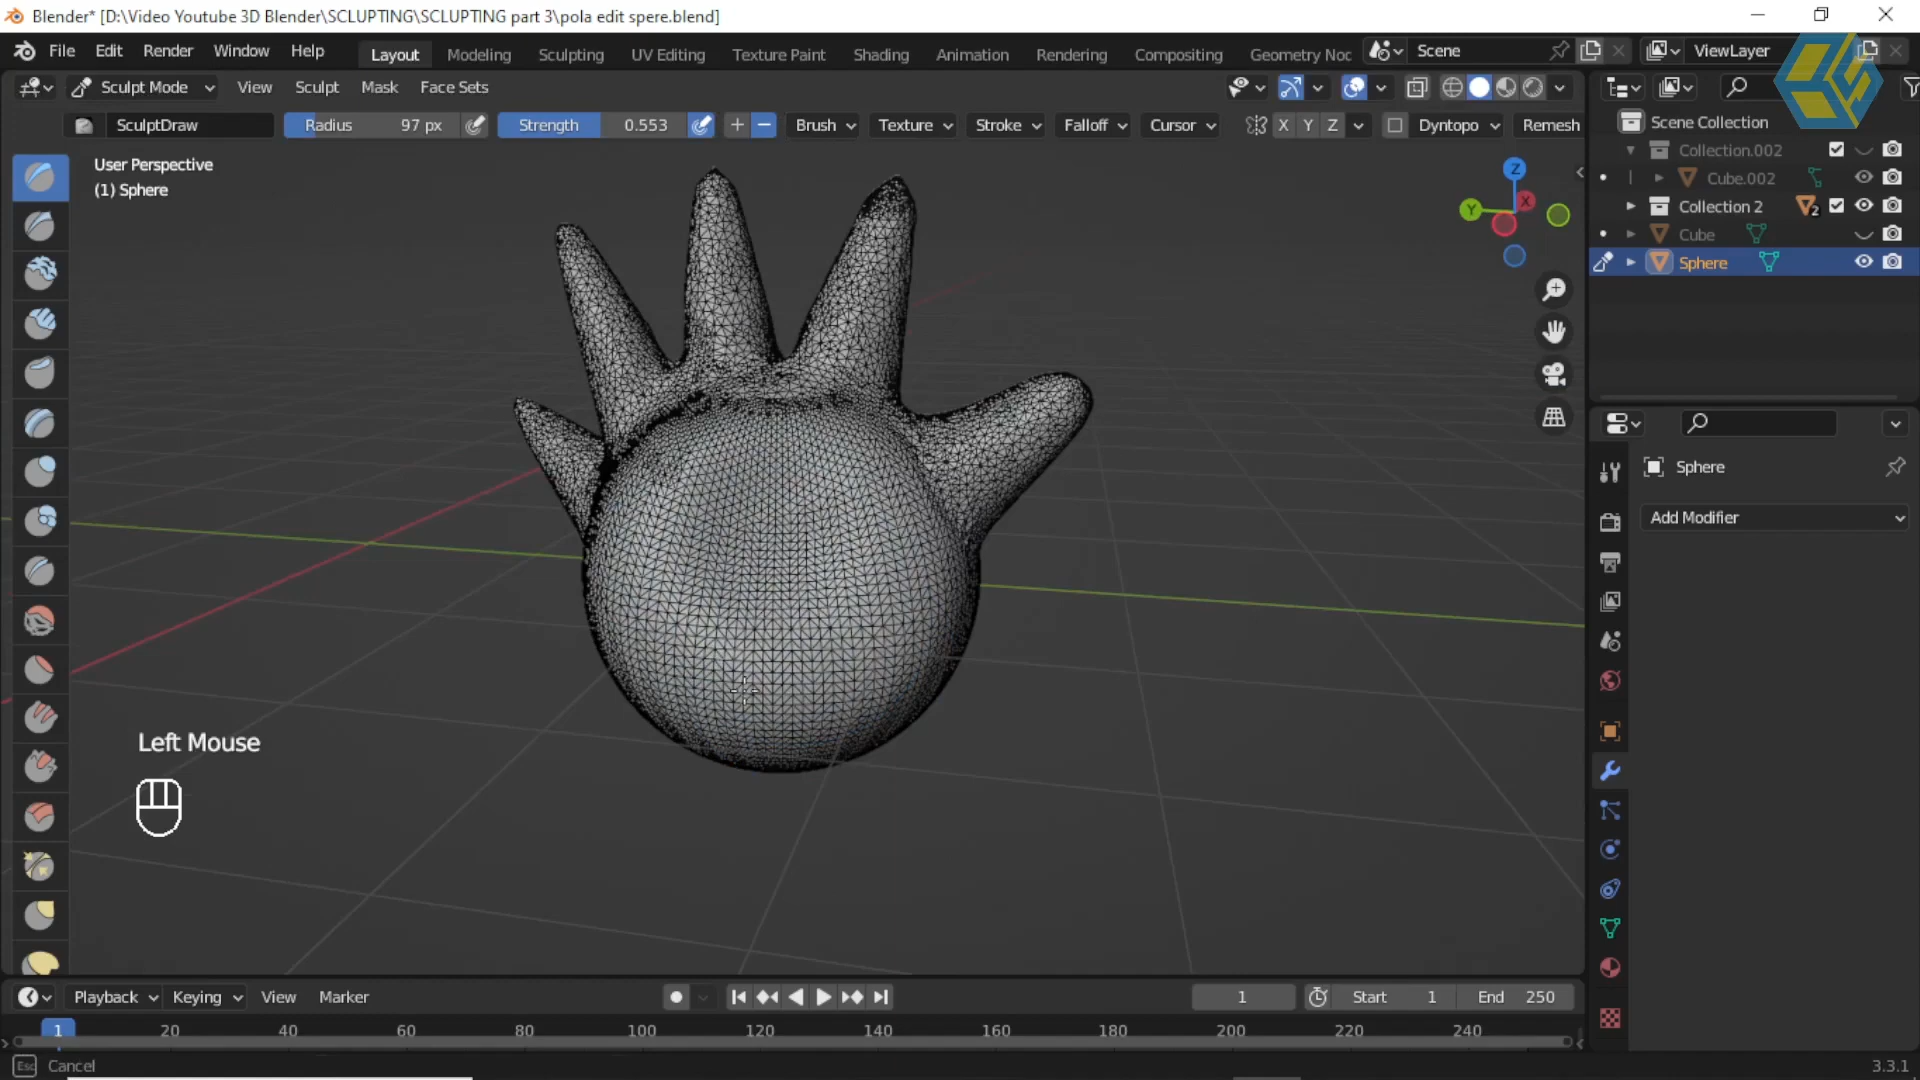 Blender* [D:\Video Youtube 3D Blender\SCLUPTING\SCLUPTING part 3\pola edit spere.blend]
File Edit Render Window Help Layout Modeling Sculpting UV Editing Texture Paint Shading Animation Rendering Compositing Geometry Noc Scene ViewLayer
Sculpt Mode View Sculpt Mask Face Sets
SculptDraw Radius 97 px Strength 0.553 Brush Texture Stroke Falloff Cursor X Y Z Dyntopo Remesh
User Perspective
(1) Sphere
Z
Y
X
Scene Collection
Collection.002
Cube.002
Collection 2 2
Cube
Sphere
Sphere
Add Modifier
Left Mouse
Playback Keying View Marker 1 Start 1 End 250
1 20 40 60 80 100 120 140 160 180 200 220 240
Esc Cancel 3.3.1